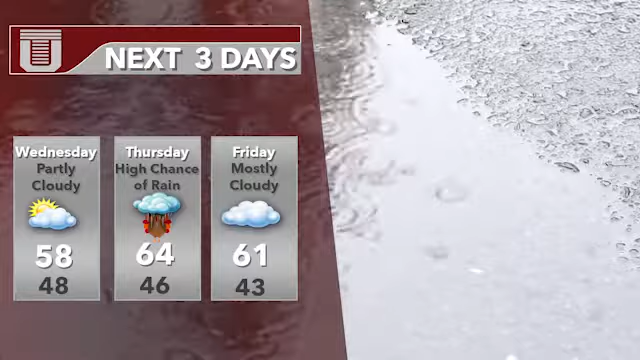 NEXT 3 DAYS
Wednesday
Partly
Cloudy
58
48
Thursday
High Chance
of Rain
64
46
Friday
Mostly
Cloudy
61
43